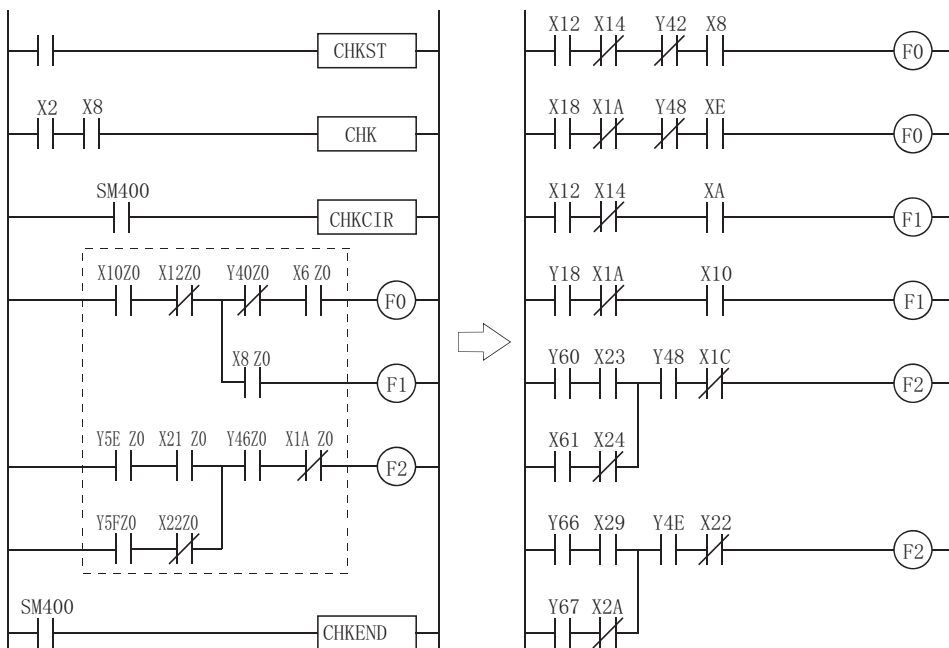 CHKST
X2 X8
CHK
SM400
CHKCIR
X10Z0 X12Z0 Y40Z0 X6 Z0
F0
X8 Z0
F1
Y5E Z0 X21 Z0 Y46Z0 X1A Z0
F2
Y5FZ0 X22Z0
SM400
CHKEND
X12 X14 Y42 X8
F0
X18 X1A Y48 XE
F0
X12 X14 XA
F1
Y18 X1A X10
F1
Y60 X23 Y48 X1C
F2
X61 X24
Y66 X29 Y4E X22
F2
Y67 X2A